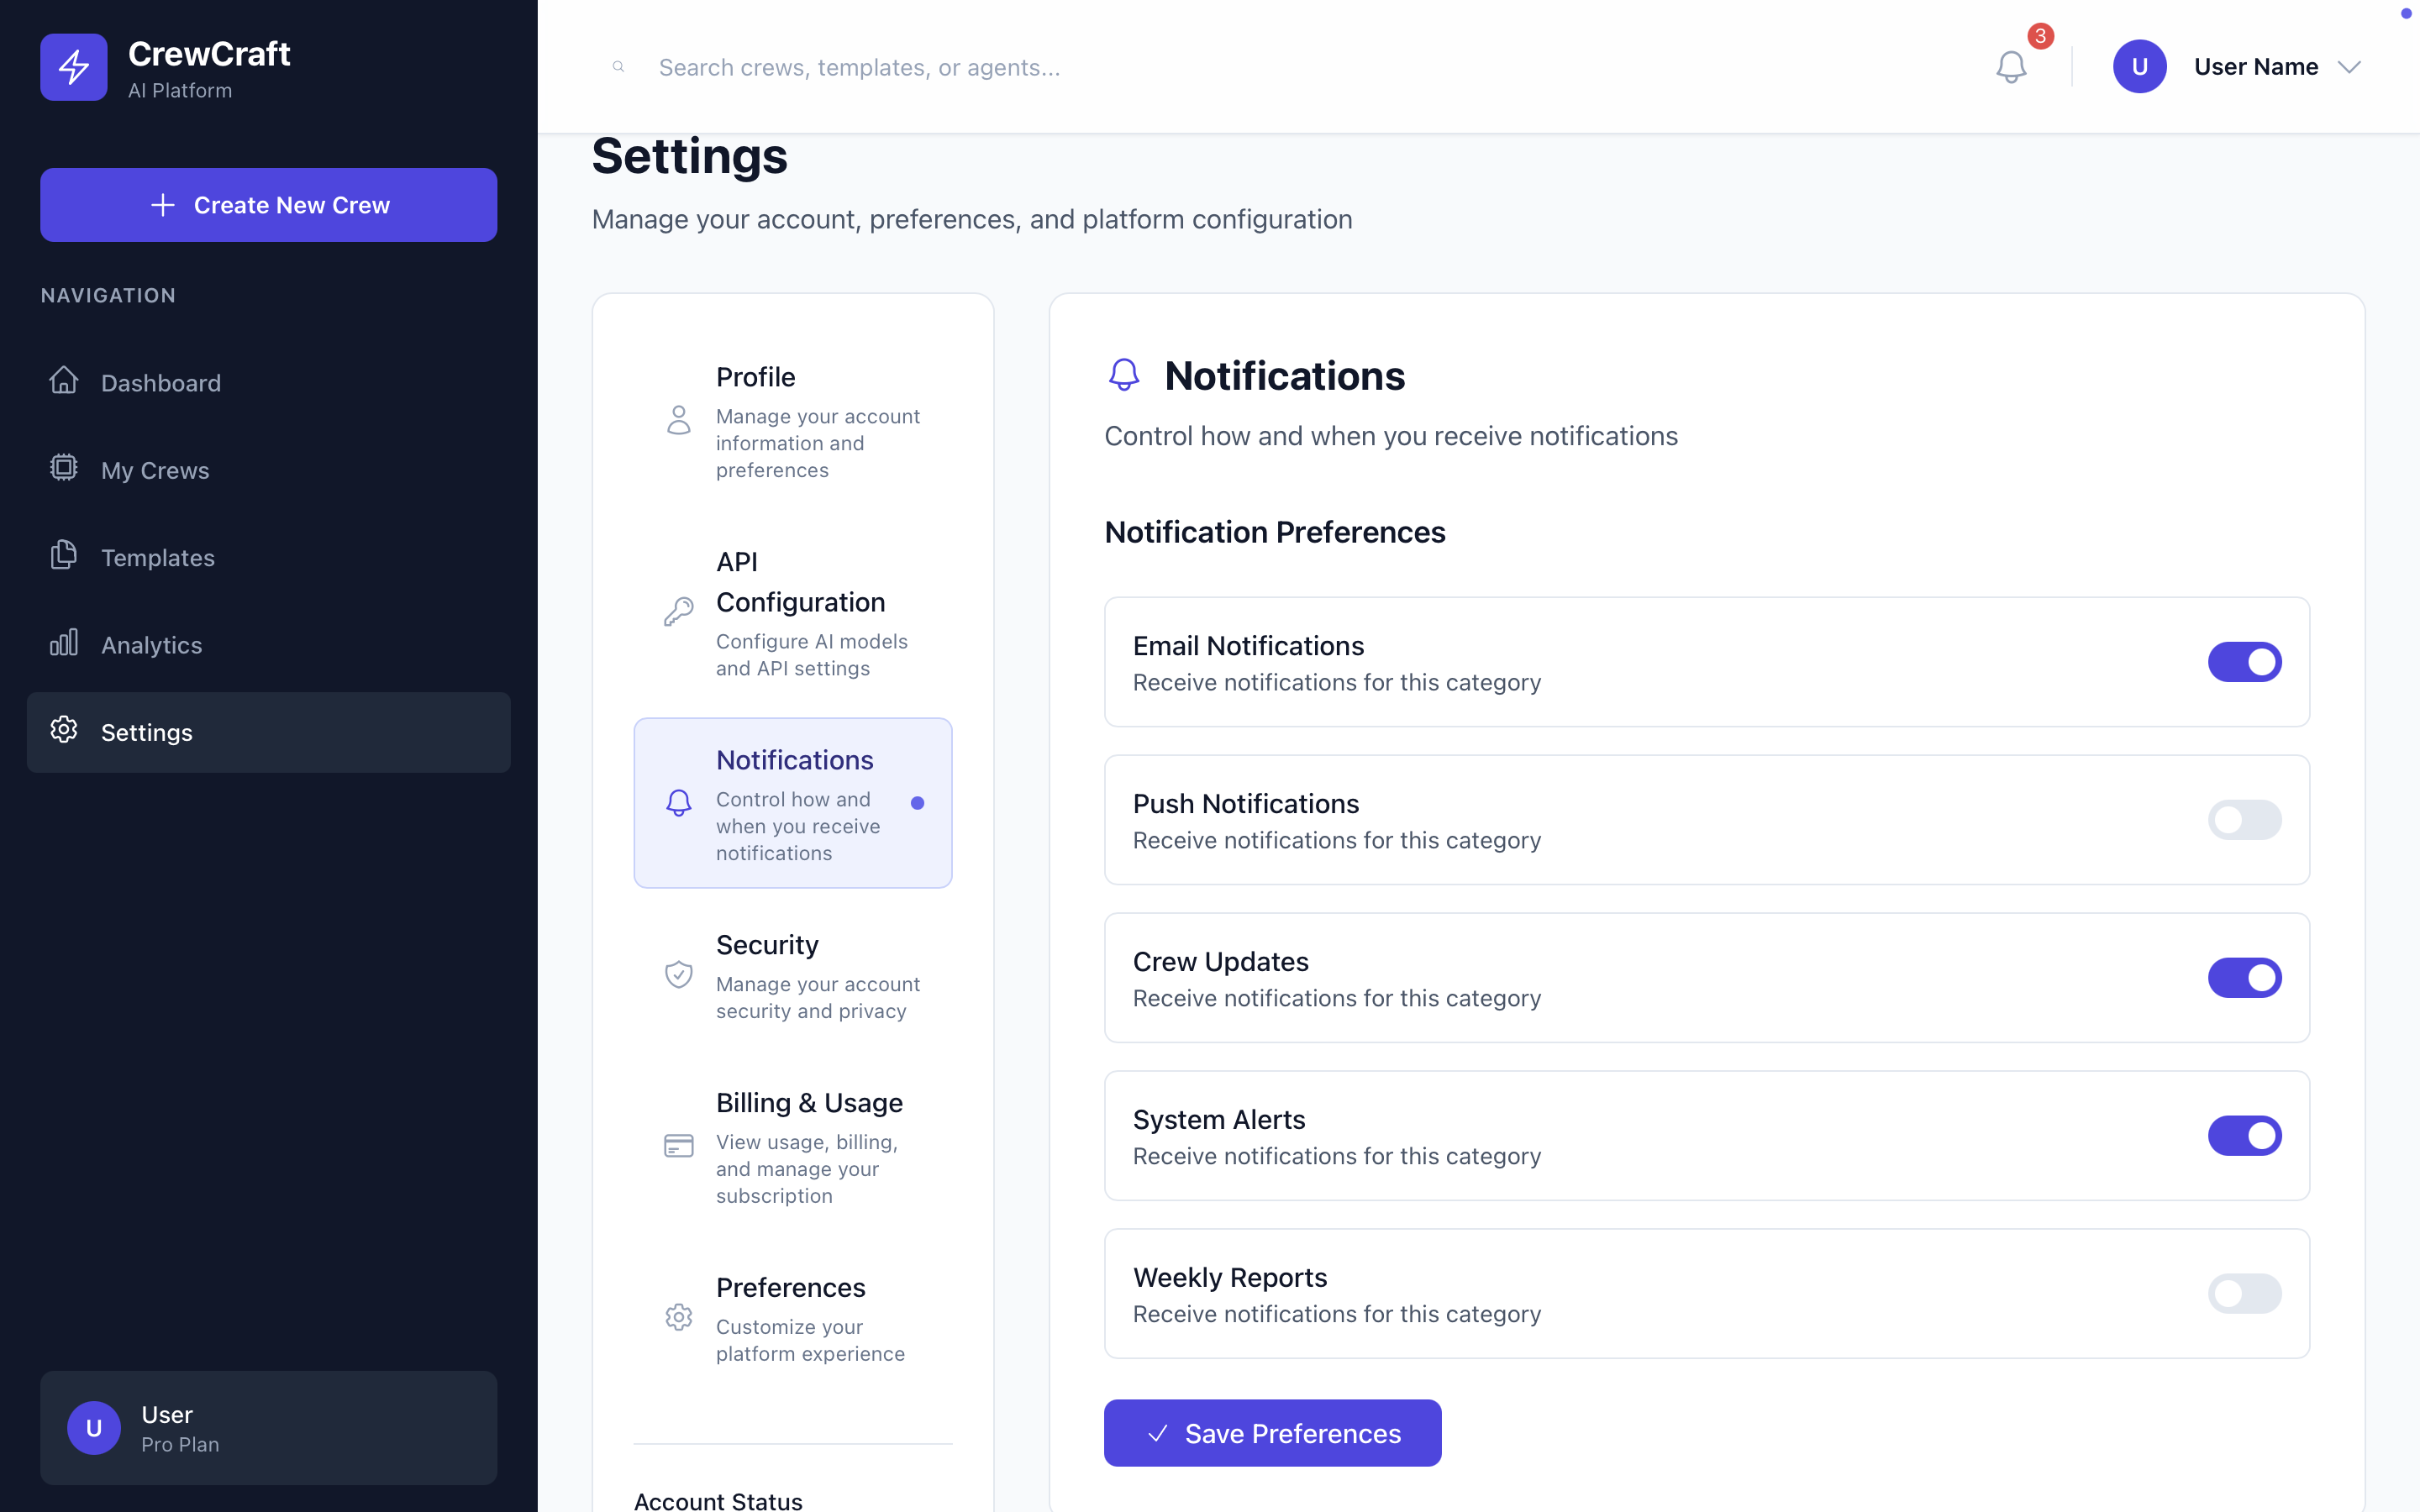 CrewCraft
AI Platform
Create New Crew
NAVIGATION
Dashboard
My Crews
Templates
Analytics
Settings
U
User
Pro Plan
Search crews, templates, or agents...
3
U
User Name
Settings
Manage your account, preferences, and platform configuration
Profile
Manage your account
information and
preferences
API
Configuration
Configure AI models
and API settings
Notifications
Control how and
when you receive
notifications
Security
Manage your account
security and privacy
Billing & Usage
View usage, billing,
and manage your
subscription
Preferences
Customize your
platform experience
Account Status
Notifications
Control how and when you receive notifications
Notification Preferences
Email Notifications
Receive notifications for this category
Push Notifications
Receive notifications for this category
Crew Updates
Receive notifications for this category
System Alerts
Receive notifications for this category
Weekly Reports
Receive notifications for this category
Save Preferences